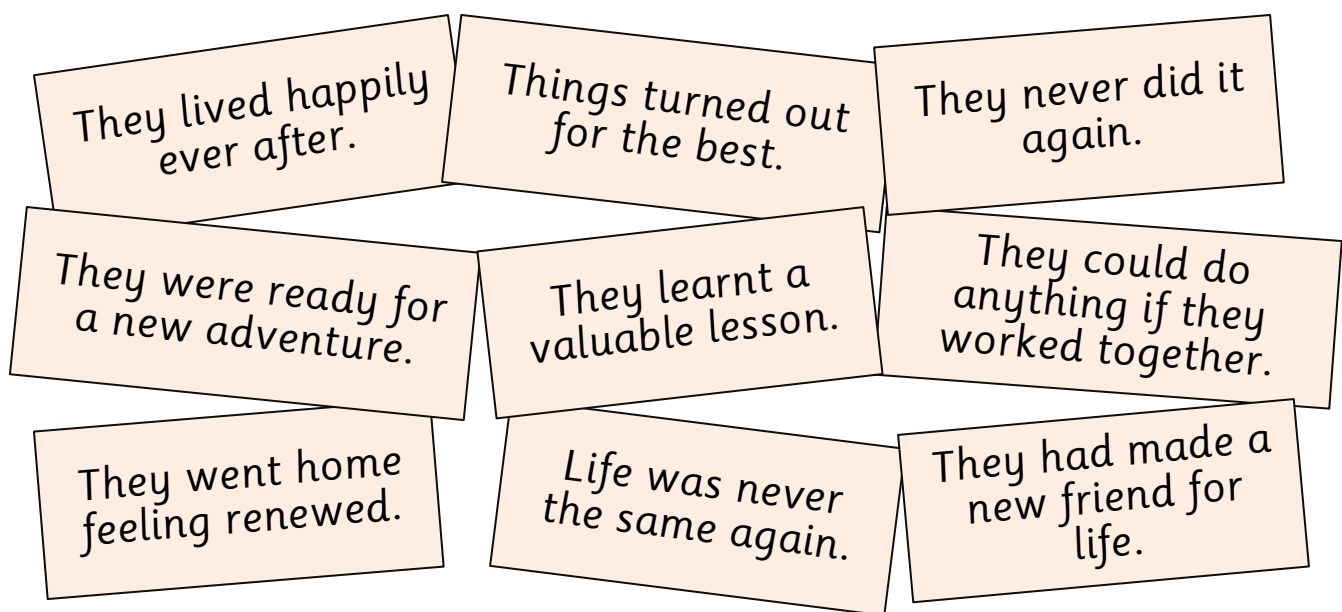 They lived happily
ever after.
Things turned out
for the best.
They never did it
again.
They were ready for
a new adventure.
They learnt a
valuable lesson.
They could do
anything if they
worked together.
They went home
feeling renewed.
Life was never
the same again.
They had made a
new friend for
life.